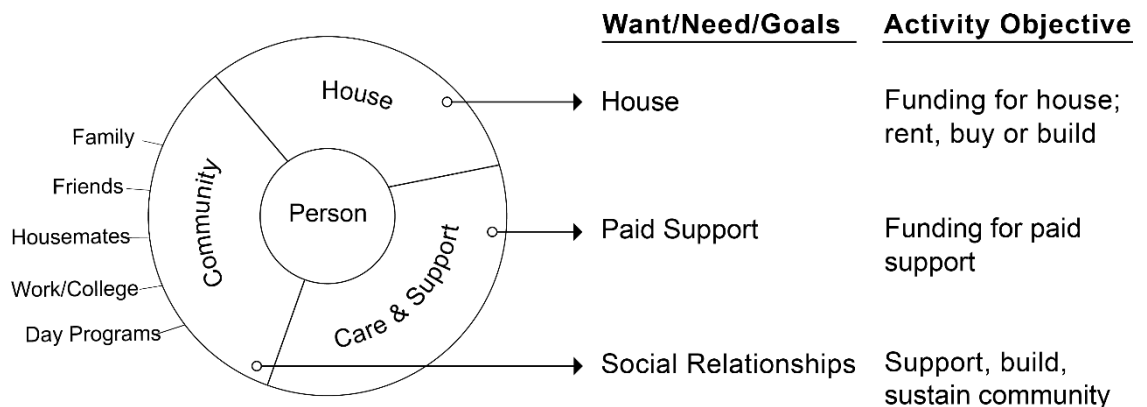 Want/Need/Goals
Activity Objective
House
House
Funding for house;
rent, buy or build
Family
Friends
Housemates
Work/College
Day Programs
Community
Person
Care & Support
Paid Support
Funding for paid
support
Social Relationships
Support, build,
sustain community